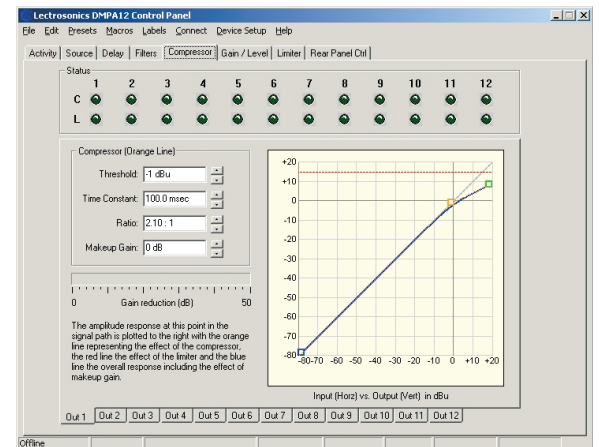 Lectrosonics DMPA12 Control Panel
File Edit Presets Macros Labels Connect Device Setup Help
Activity Source Delay Filters Compressor Gain / Level Limiter Rear Panel Ctrl
Status
1 2 3 4 5 6 7 8 9 10 11 12
C
L
Compressor (Orange Line)
Threshold: -1 dBu
Time Constant: 100.0 msec
Ratio: 2.10 : 1
Makeup Gain: 0 dB
0 Gain reduction (dB) 50
The amplitude response at this point in the
signal path is plotted to the right with the orange
line representing the effect of the compressor,
the red line the effect of the limiter and the blue
line the overall response including the effect of
makeup gain.
+20
+10
0
-10
-20
-30
-40
-50
-60
-70
-80
-80 -70 -60 -50 -40 -30 -20 -10 0 +10 +20
Input (Horz) vs. Output (Vert) in dBu
Out 1 Out 2 Out 3 Out 4 Out 5 Out 6 Out 7 Out 8 Out 9 Out 10 Out 11 Out 12
Offline